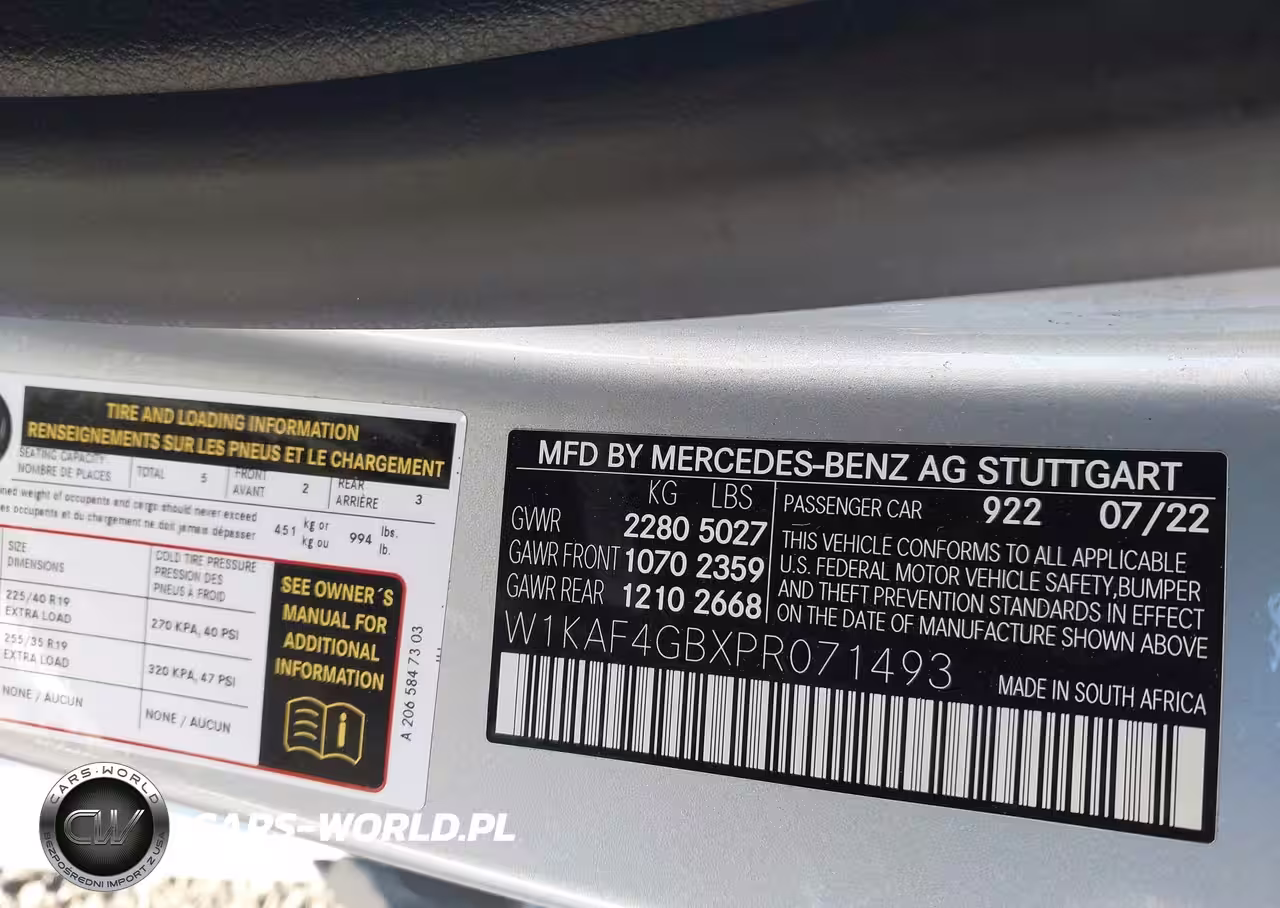 TIRE AND LOADING INFORMATION
RENSEIGNEMENTS SUR LES PNEUS ET LE CHARGEMENT
SEATING CAPACITY
NOMBRE DE PLACES
TOTAL 5
FRONT
AVANT
2
REAR
ARRIÈRE
3
weight of occupants and cargo should never exceed
occupants et du chargement ne doit jamais dépasser
451
kg or
kg ou
994
lbs.
lb.
SIZE
DIMENSIONS
COLD TIRE PRESSURE
PRESSION DES
PNEUS À FROID
225/40 R19
EXTRA LOAD
270 KPA, 40 PSI
255/35 R19
EXTRA LOAD
320 KPA, 47 PSI
NONE / AUCUN
NONE / AUCUN
SEE OWNER´S
MANUAL FOR
ADDITIONAL
INFORMATION
A 206 584 73 03
MFD BY MERCEDES-BENZ AG STUTTGART
KG LBS
GVWR 2280 5027
GAWR FRONT 1070 2359
GAWR REAR 1210 2668
PASSENGER CAR 922 07/22
THIS VEHICLE CONFORMS TO ALL APPLICABLE
U.S. FEDERAL MOTOR VEHICLE SAFETY,BUMPER
AND THEFT PREVENTION STANDARDS IN EFFECT
ON THE DATE OF MANUFACTURE SHOWN ABOVE
W1KAF4GBXPR071493
MADE IN SOUTH AFRICA
CARS-WORLD
CW
BEZPOŚREDNI IMPORT Z USA
CARS-WORLD.PL